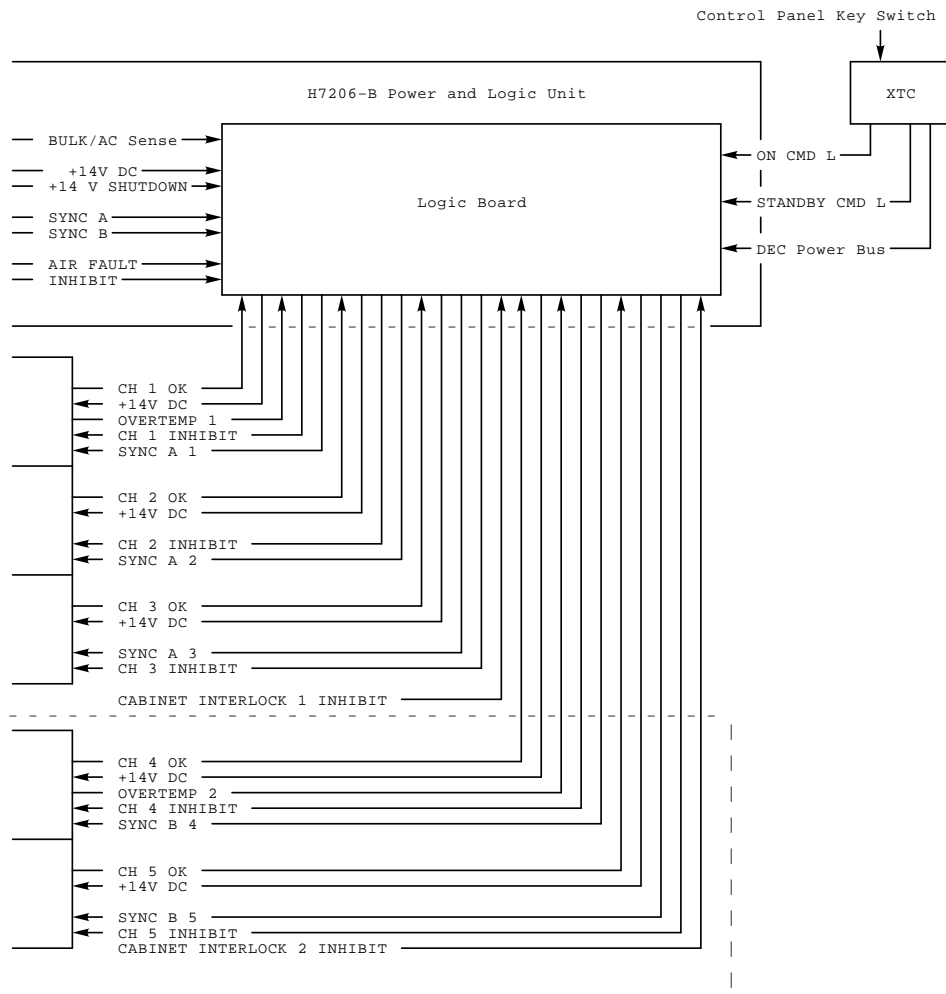 Control Panel Key Switch
H7206-B Power and Logic Unit
XTC
BULK/AC Sense
+14V DC
+14 V SHUTDOWN
SYNC A
SYNC B
AIR FAULT
INHIBIT
Logic Board
ON CMD L
STANDBY CMD L
DEC Power Bus
CH 1 OK
+14V DC
OVERTEMP 1
CH 1 INHIBIT
SYNC A 1
CH 2 OK
+14V DC
CH 2 INHIBIT
SYNC A 2
CH 3 OK
+14V DC
SYNC A 3
CH 3 INHIBIT
CABINET INTERLOCK 1 INHIBIT
CH 4 OK
+14V DC
OVERTEMP 2
CH 4 INHIBIT
SYNC B 4
CH 5 OK
+14V DC
SYNC B 5
CH 5 INHIBIT
CABINET INTERLOCK 2 INHIBIT